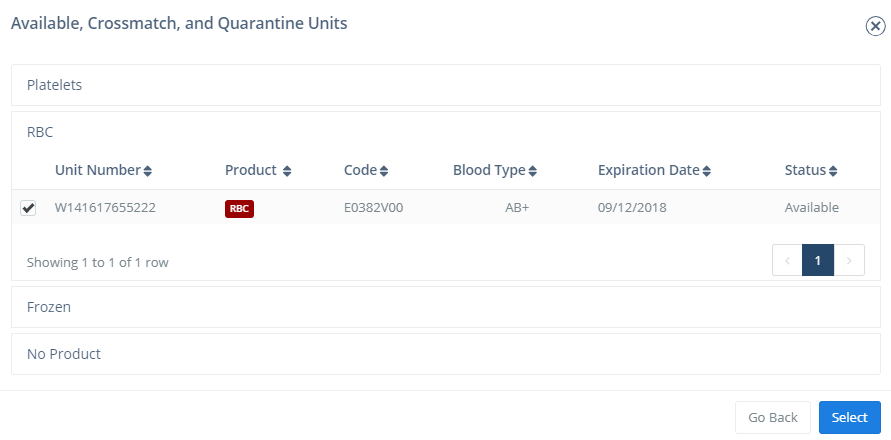 Available, Crossmatch, and Quarantine Units
Platelets
RBC
Unit Number Product Code Blood Type Expiration Date Status
W141617655222 RBC E0382V00 AB+ 09/12/2018 Available
Showing 1 to 1 of 1 row ‹ 1 ›
Frozen
No Product
Go Back Select